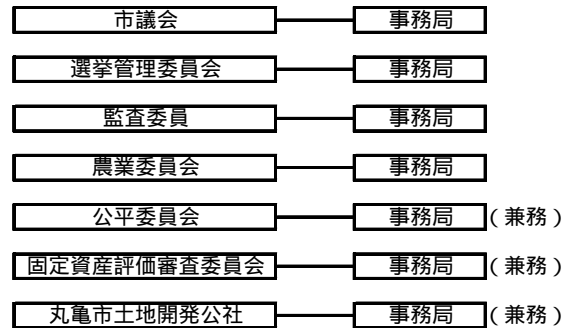 市議会 事務局
選挙管理委員会 事務局
監査委員 事務局
農業委員会 事務局
公平委員会 事務局 (兼務)
固定資産評価審査委員会 事務局 (兼務)
丸亀市土地開発公社 事務局 (兼務)